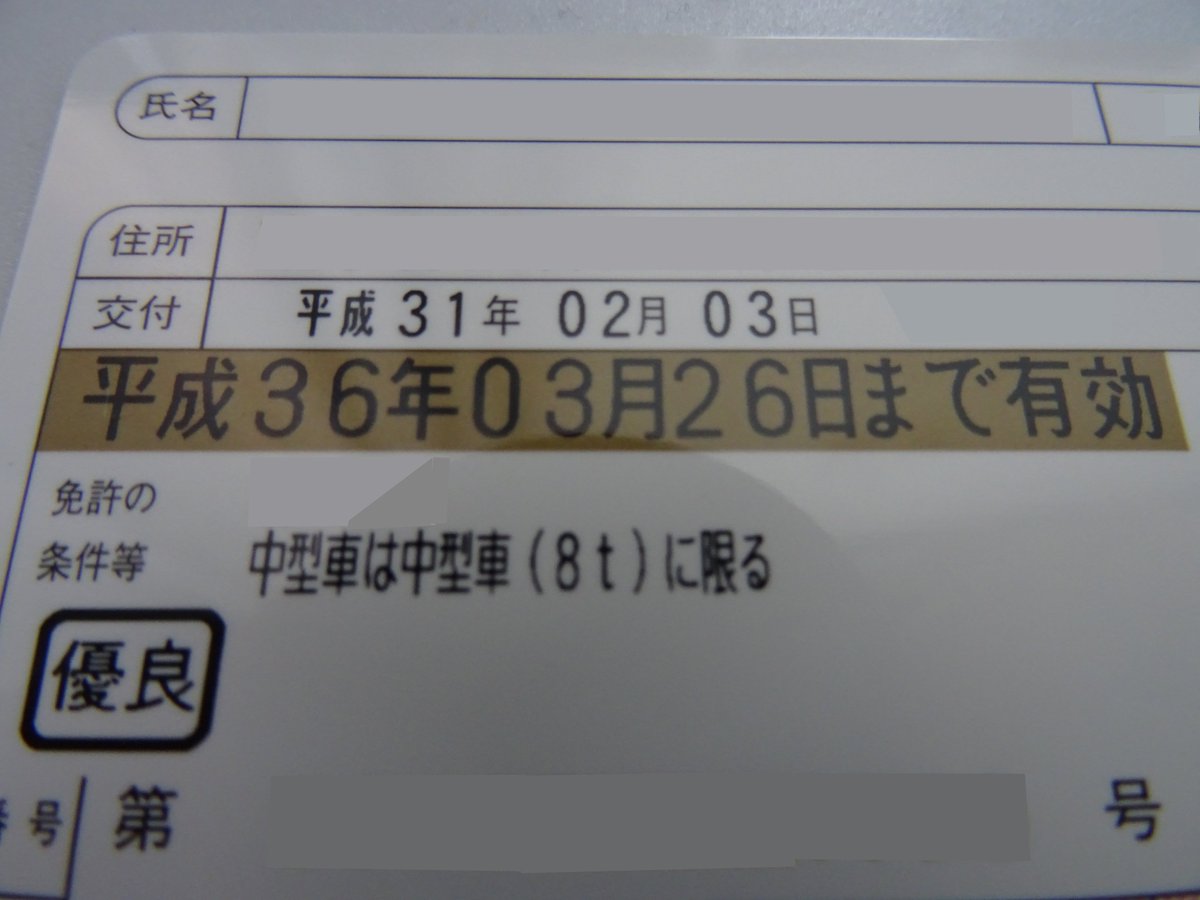 氏名
住所
交付 平成31年02月03日
平成36年03月26日まで有効
免許の
条件等 中型車は中型車(8t)に限る
優良
号 第 号